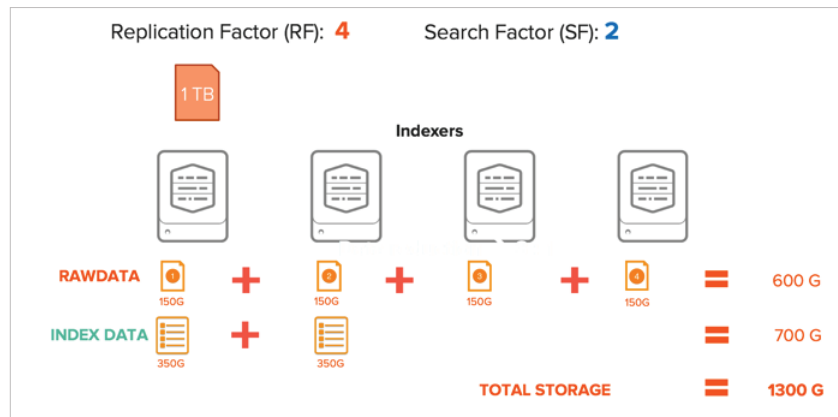 Replication Factor (RF): 4 Search Factor (SF): 2
1 TB
Indexers
RAWDATA 1 + 2 + 3 + 4 = 600 G
150G 150G 150G 150G
INDEX DATA + = 700 G
350G 350G
TOTAL STORAGE = 1300 G